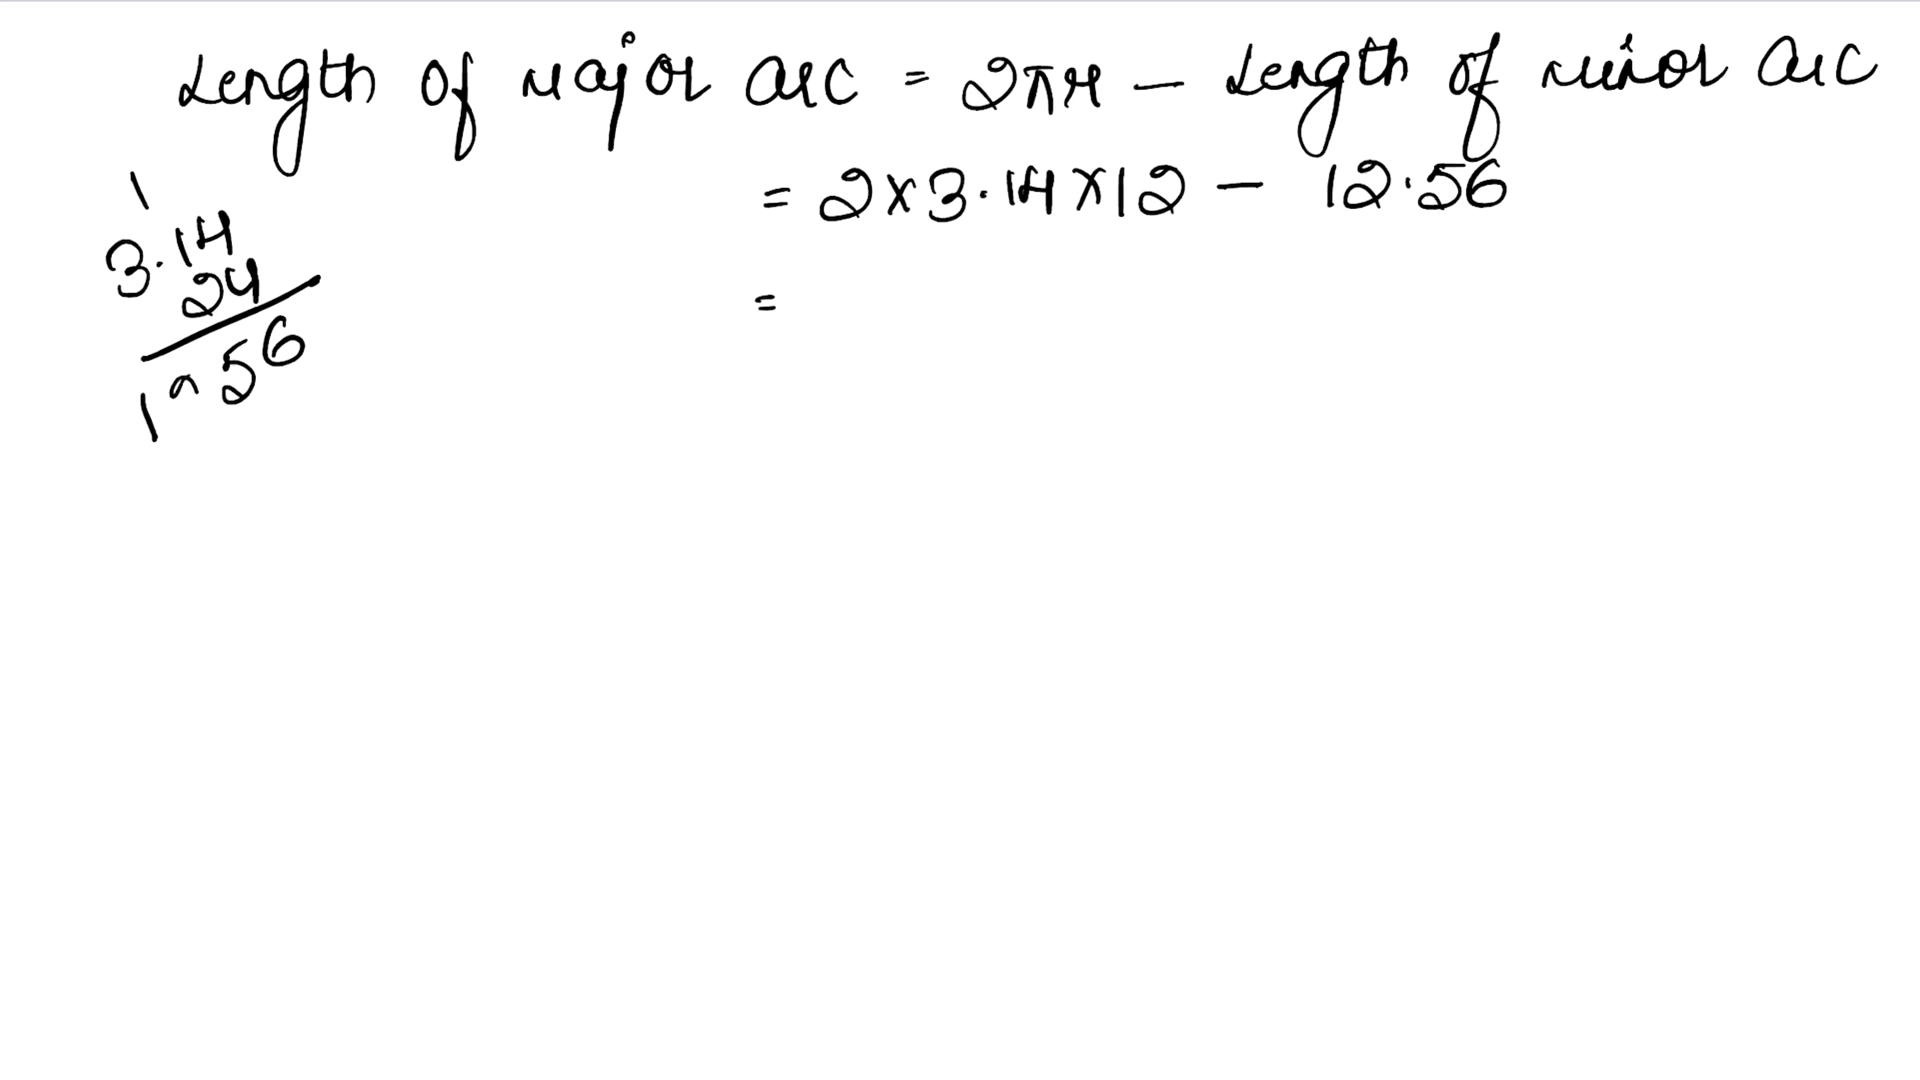 Length of major arc = 2πr - Length of minor arc
= 2×3.14×12 - 12.56
1
3.14
24
56
=